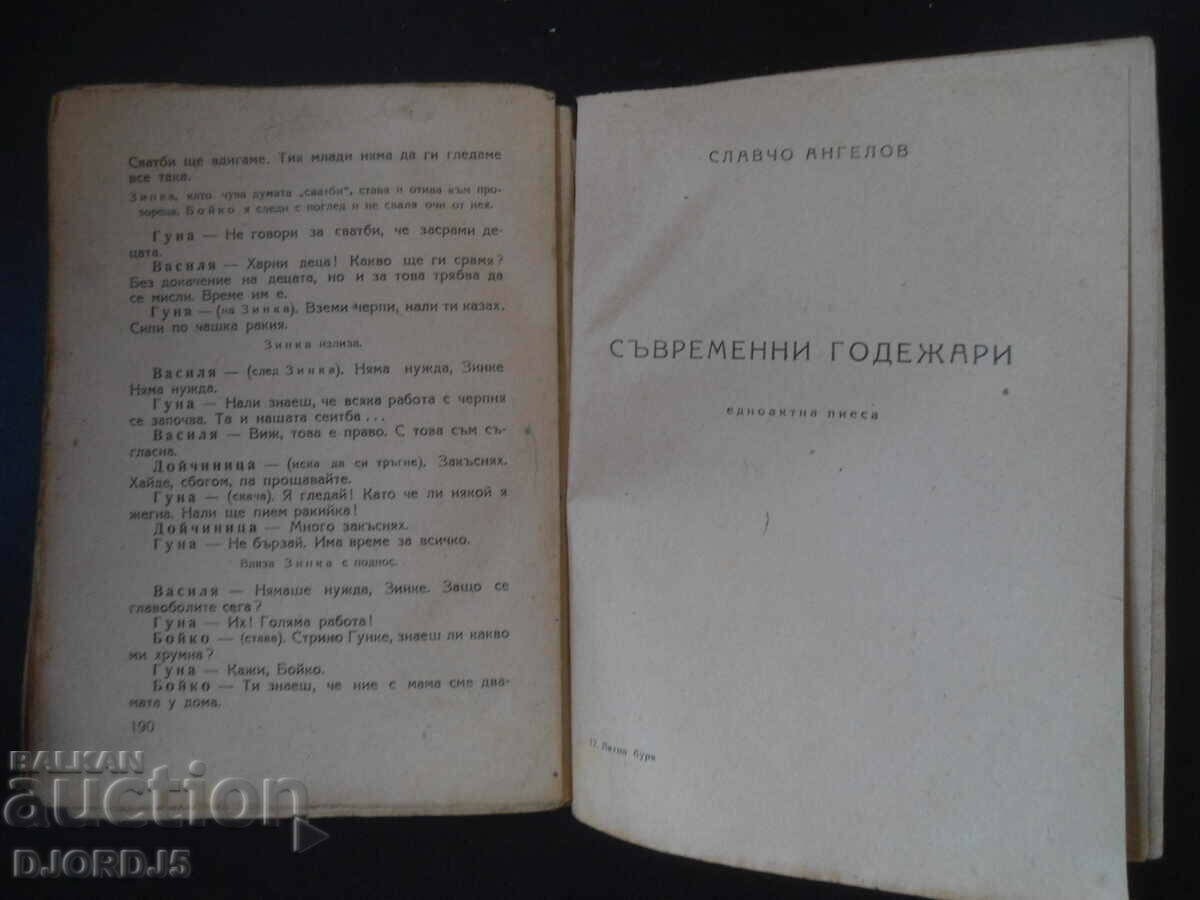 Сватби ще вдигаме. Тия млади няма да ги гледаме
все така.
Зинка, като чува думата „сватби“, става и отива към про-
зореца. Бойко я следи с поглед и не сваля очи от нея.
Гуна — Не говори за сватби, че засрами де-
цата.
Василя — Харни деца! Какво ще ги срамя?
Без докачение на децата, но и за това трябва да
се мисли. Време им е.
Гуна — (на Зинка). Вземи черпи, нали ти казах.
Сипи по чашка ракия.
Зинка излиза.
Василя — (след Зинка). Няма нужда, Зинке
Няма нужда.
Гуна — Нали знаеш, че всяка работа с черпня
се започва. Та и нашата свитба...
Василя — Виж, това е право. С това съм съ-
гласна.
Дойчиница — (иска да си тръгне). Закъснях.
Хайде, сбогом, па прощавайте.
Гуна — (скача). Я гледай! Като че ли някой я
жегна. Нали ще пием ракийка!
Дойчиница — Много закъснях.
Гуна — Не бързай. Има време за всичко.
Влиза Зинка с поднос.
Василя — Нямаше нужда, Зинке. Защо се
главоболите сега?
Гуна — Их! Голяма работа!
Бойко — (става). Стрино Гунке, знаеш ли какво
ми хрумна?
Гуна — Кажи, Бойко.
Бойко — Ти знаеш, че ние с мама сме два-
мата у дома.
190
СЛАВЧО АНГЕЛОВ
СЪВРЕМЕННИ ГОДЕЖАРИ
едноактна пиеса
буря
BALKAN
auction
DJORDJ5